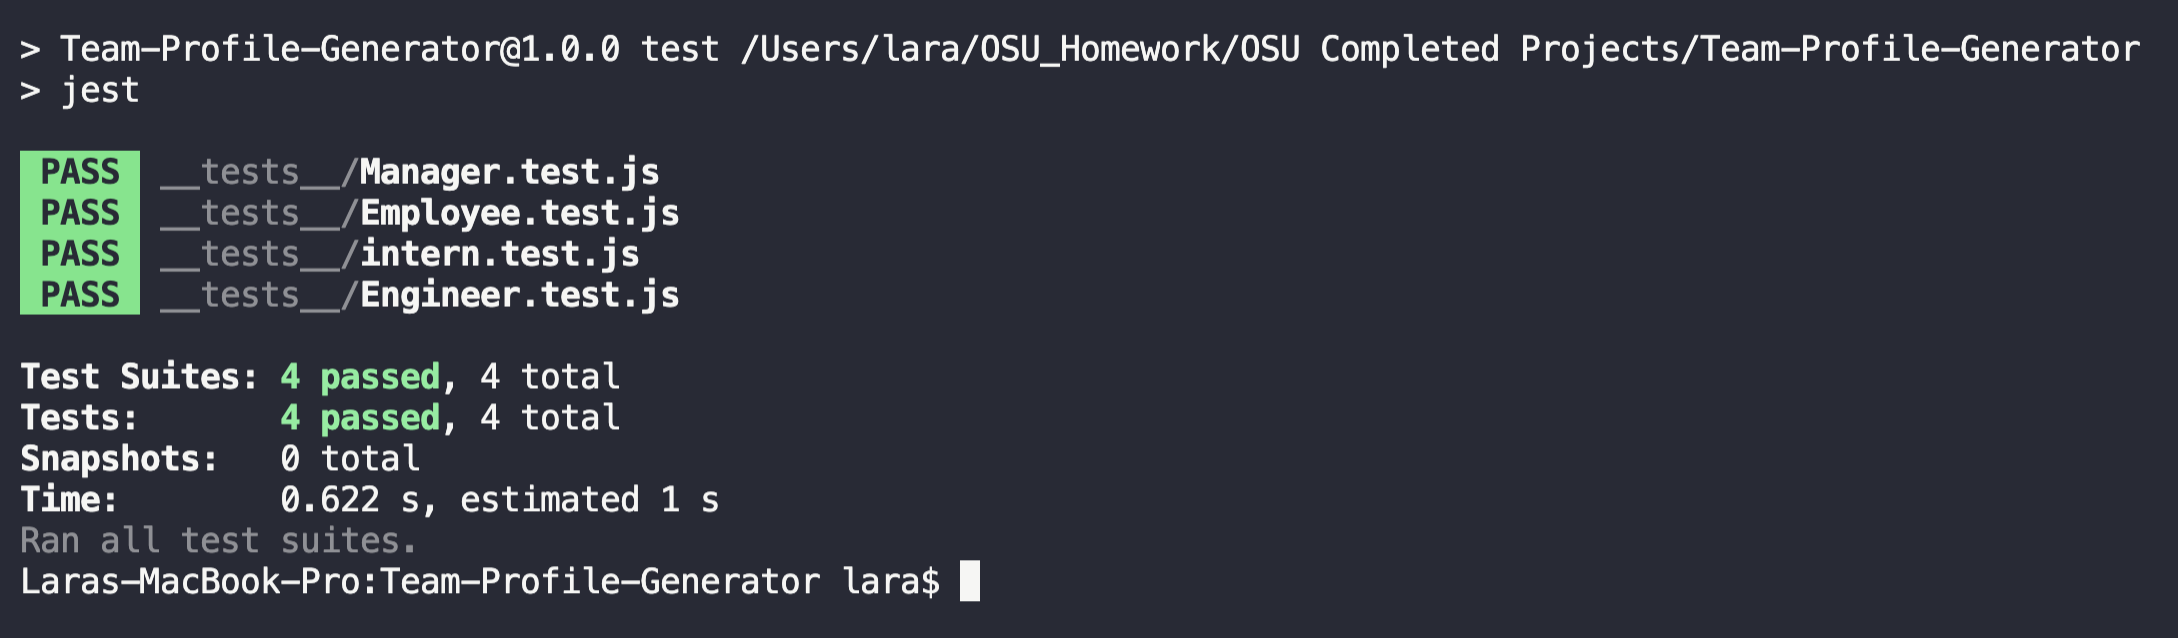 > Team-Profile-Generator@1.0.0 test /Users/lara/OSU_Homework/OSU Completed Projects/Team-Profile-Generator
> jest
PASS __tests__/Manager.test.js
PASS __tests__/Employee.test.js
PASS __tests__/intern.test.js
PASS __tests__/Engineer.test.js
Test Suites: 4 passed, 4 total
Tests: 4 passed, 4 total
Snapshots: 0 total
Time: 0.622 s, estimated 1 s
Ran all test suites.
Laras-MacBook-Pro:Team-Profile-Generator lara$